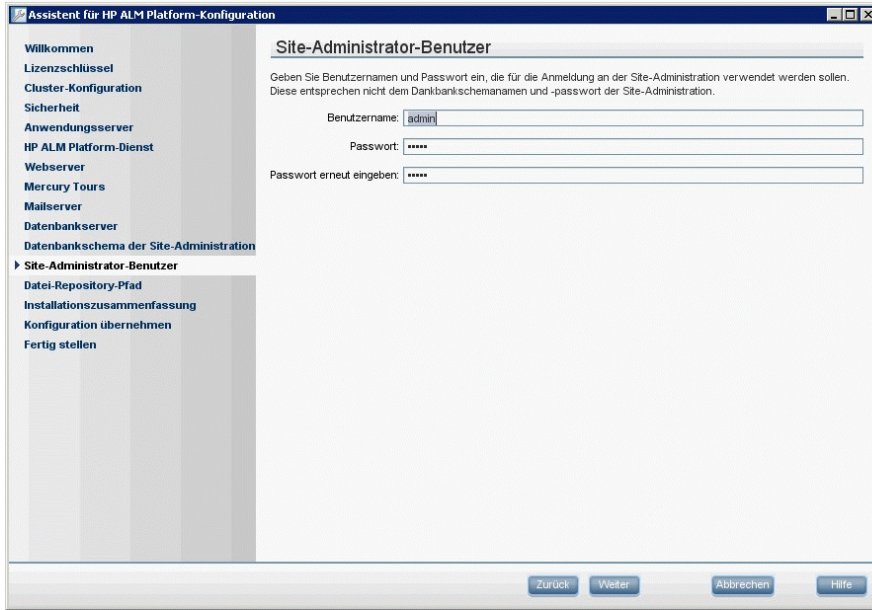 Assistent für HP ALM Platform-Konfiguration
Willkommen
Lizenzschlüssel
Cluster-Konfiguration
Sicherheit
Anwendungsserver
HP ALM Platform-Dienst
Webserver
Mercury Tours
Mailserver
Datenbankserver
Datenbankschema der Site-Administration
Site-Administrator-Benutzer
Datei-Repository-Pfad
Installationszusammenfassung
Konfiguration übernehmen
Fertig stellen
Site-Administrator-Benutzer
Geben Sie Benutzernamen und Passwort ein, die für die Anmeldung an der Site-Administration verwendet werden sollen.
Diese entsprechen nicht dem Dankbankschemanamen und -passwort der Site-Administration.
Benutzername: admin
Passwort: •••••
Passwort erneut eingeben: •••••
Zurück Weiter Abbrechen Hilfe